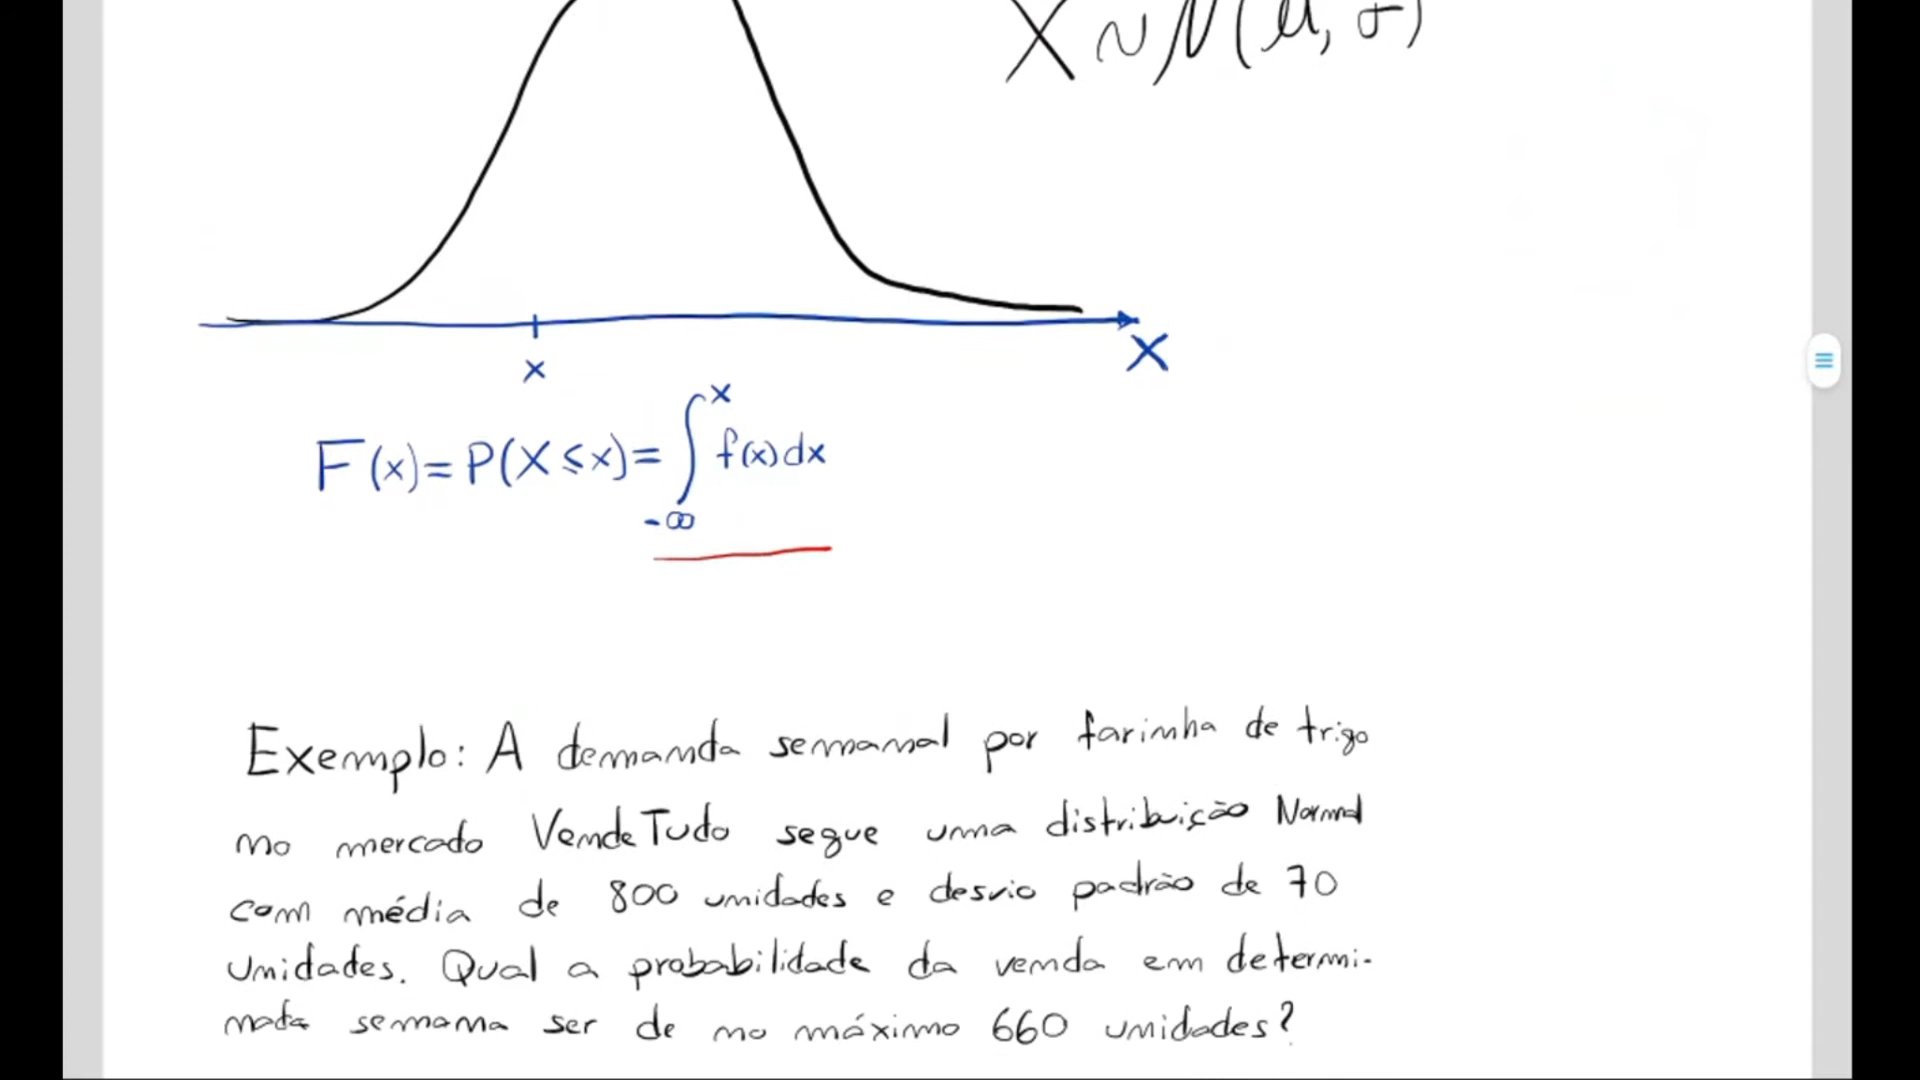 X ~ N(μ, σ)
x
X
F(x) = P(X ≤ x) = ∫ f(x) dx
x
-∞
Exemplo: A demanda semanal por farinha de trigo
no mercado VendeTudo segue uma distribuição Normal
com média de 800 unidades e desvio padrão de 70
unidades. Qual a probabilidade da venda em determi-
nada semana ser de no máximo 660 unidades?